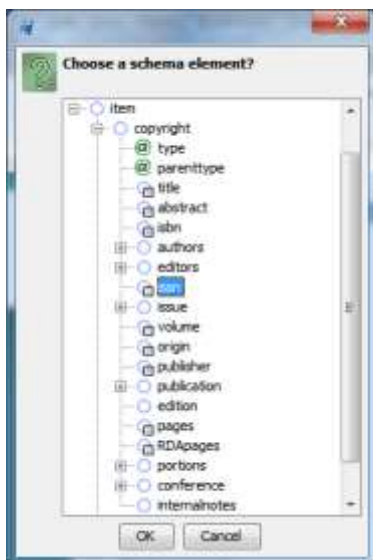 Choose a schema element?
item
copyright
@ type
@ parenttype
title
abstract
isbn
authors
editors
issn
issue
volume
origin
publisher
publication
edition
pages
RDApages
portions
conference
internalnotes
OK Cancel